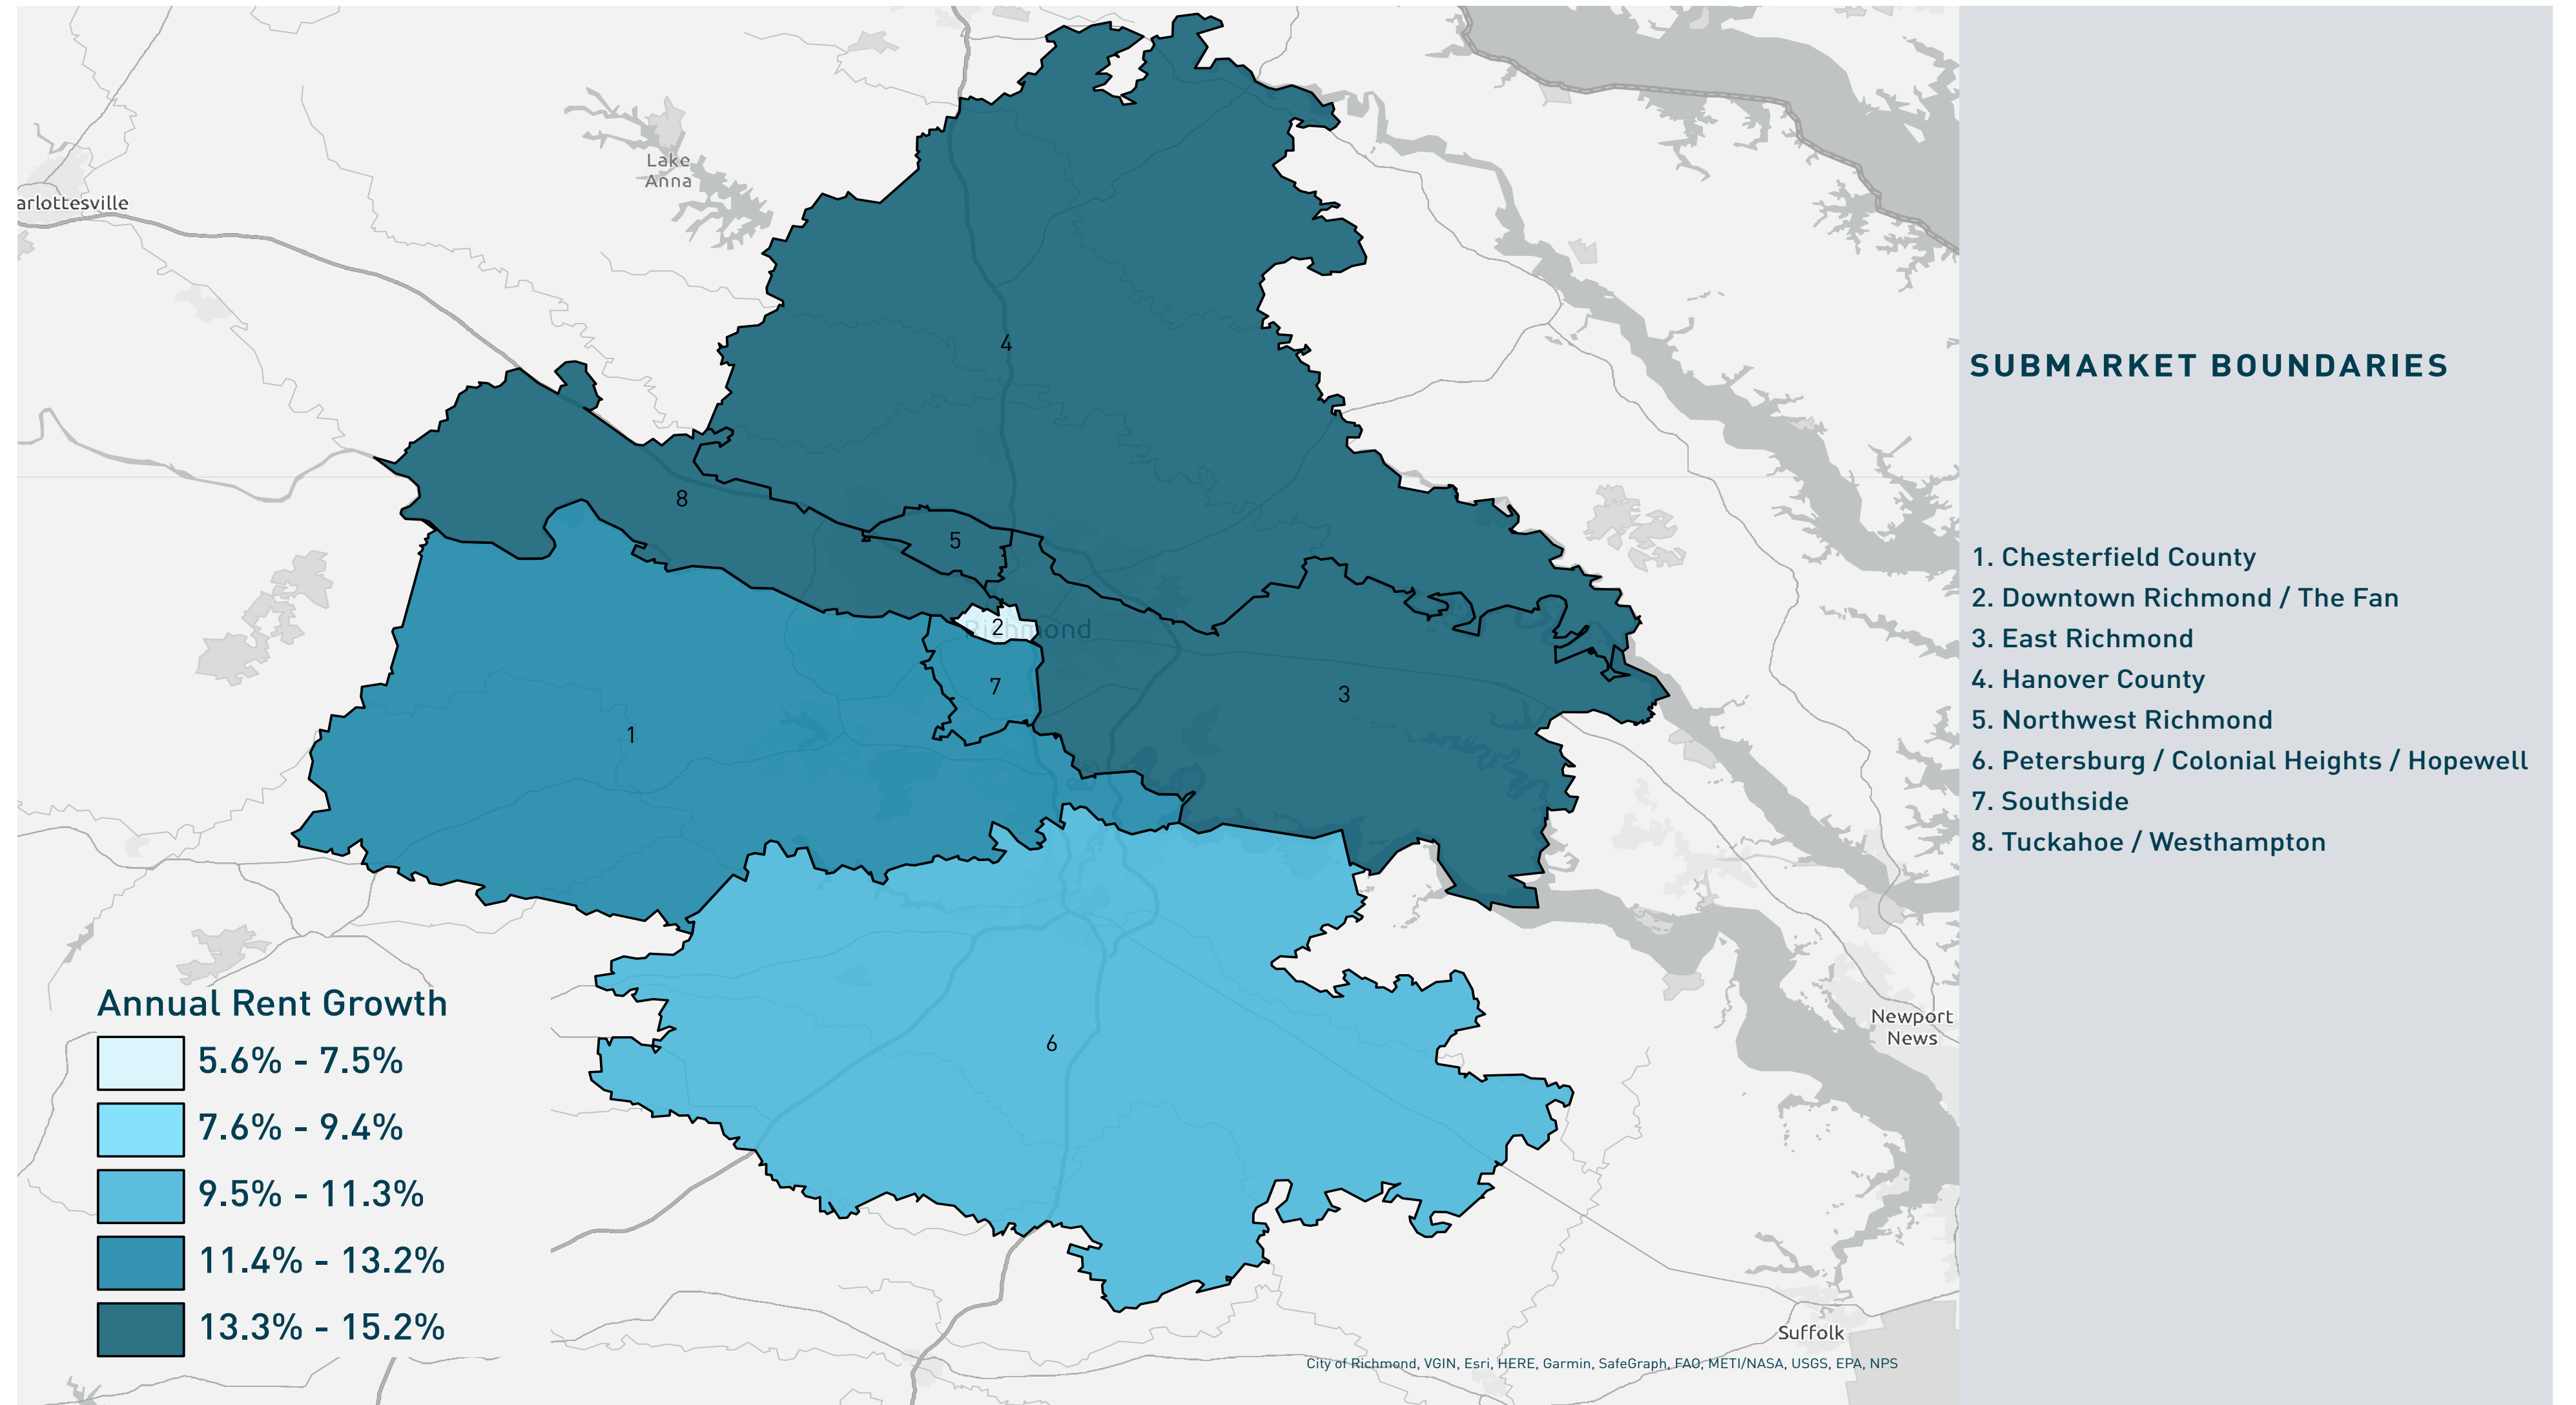 Lake
Anna
arlottesville
4
8
5
2
Richmond
7
3
1
6
Newport
News
Suffolk
Annual Rent Growth
5.6% - 7.5%
7.6% - 9.4%
9.5% - 11.3%
11.4% - 13.2%
13.3% - 15.2%
City of Richmond, VGIN, Esri, HERE, Garmin, SafeGraph, FAO, METI/NASA, USGS, EPA, NPS
SUBMARKET BOUNDARIES
1. Chesterfield County
2. Downtown Richmond / The Fan
3. East Richmond
4. Hanover County
5. Northwest Richmond
6. Petersburg / Colonial Heights / Hopewell
7. Southside
8. Tuckahoe / Westhampton